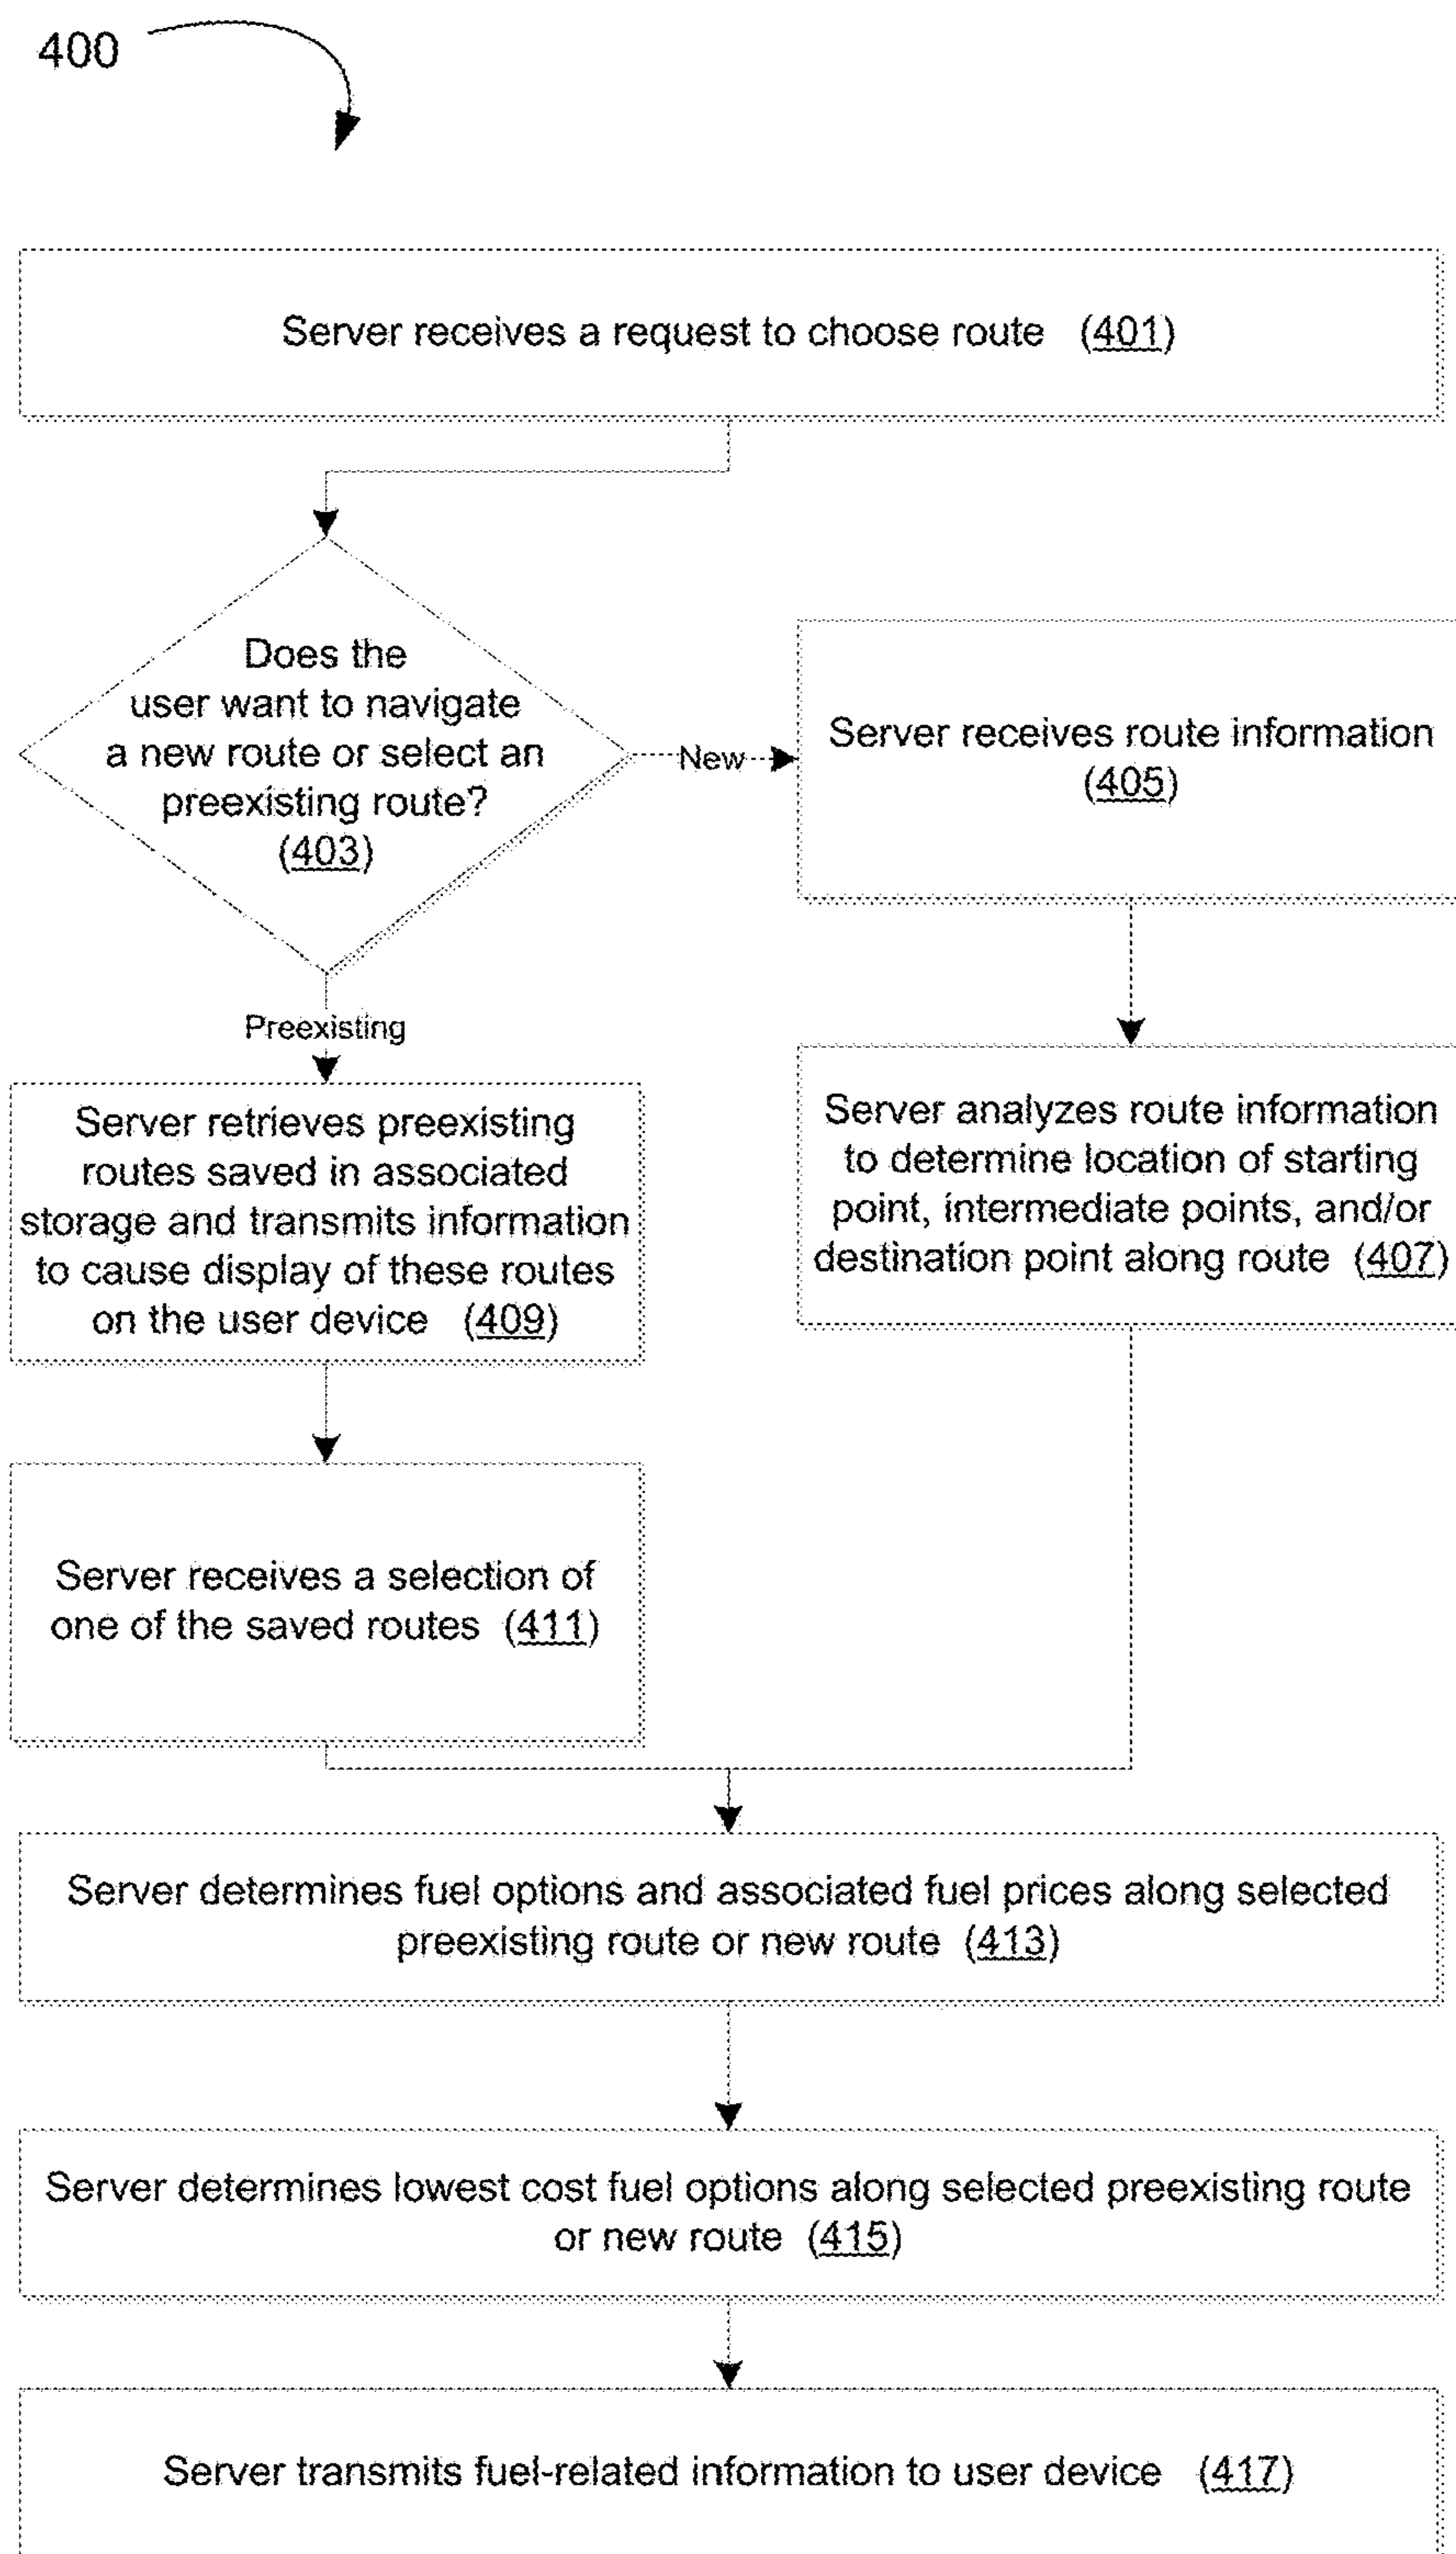 400
Server receives a request to choose route (401)
Does the
user want to navigate
a new route or select an
preexisting route?
(403)
New
Server receives route information
(405)
Preexisting
Server analyzes route information
to determine location of starting
point, intermediate points, and/or
destination point along route (407)
Server retrieves preexisting
routes saved in associated
storage and transmits information
to cause display of these routes
on the user device (409)
Server receives a selection of
one of the saved routes (411)
Server determines fuel options and associated fuel prices along selected
preexisting route or new route (413)
Server determines lowest cost fuel options along selected preexisting route
or new route (415)
Server transmits fuel-related information to user device (417)